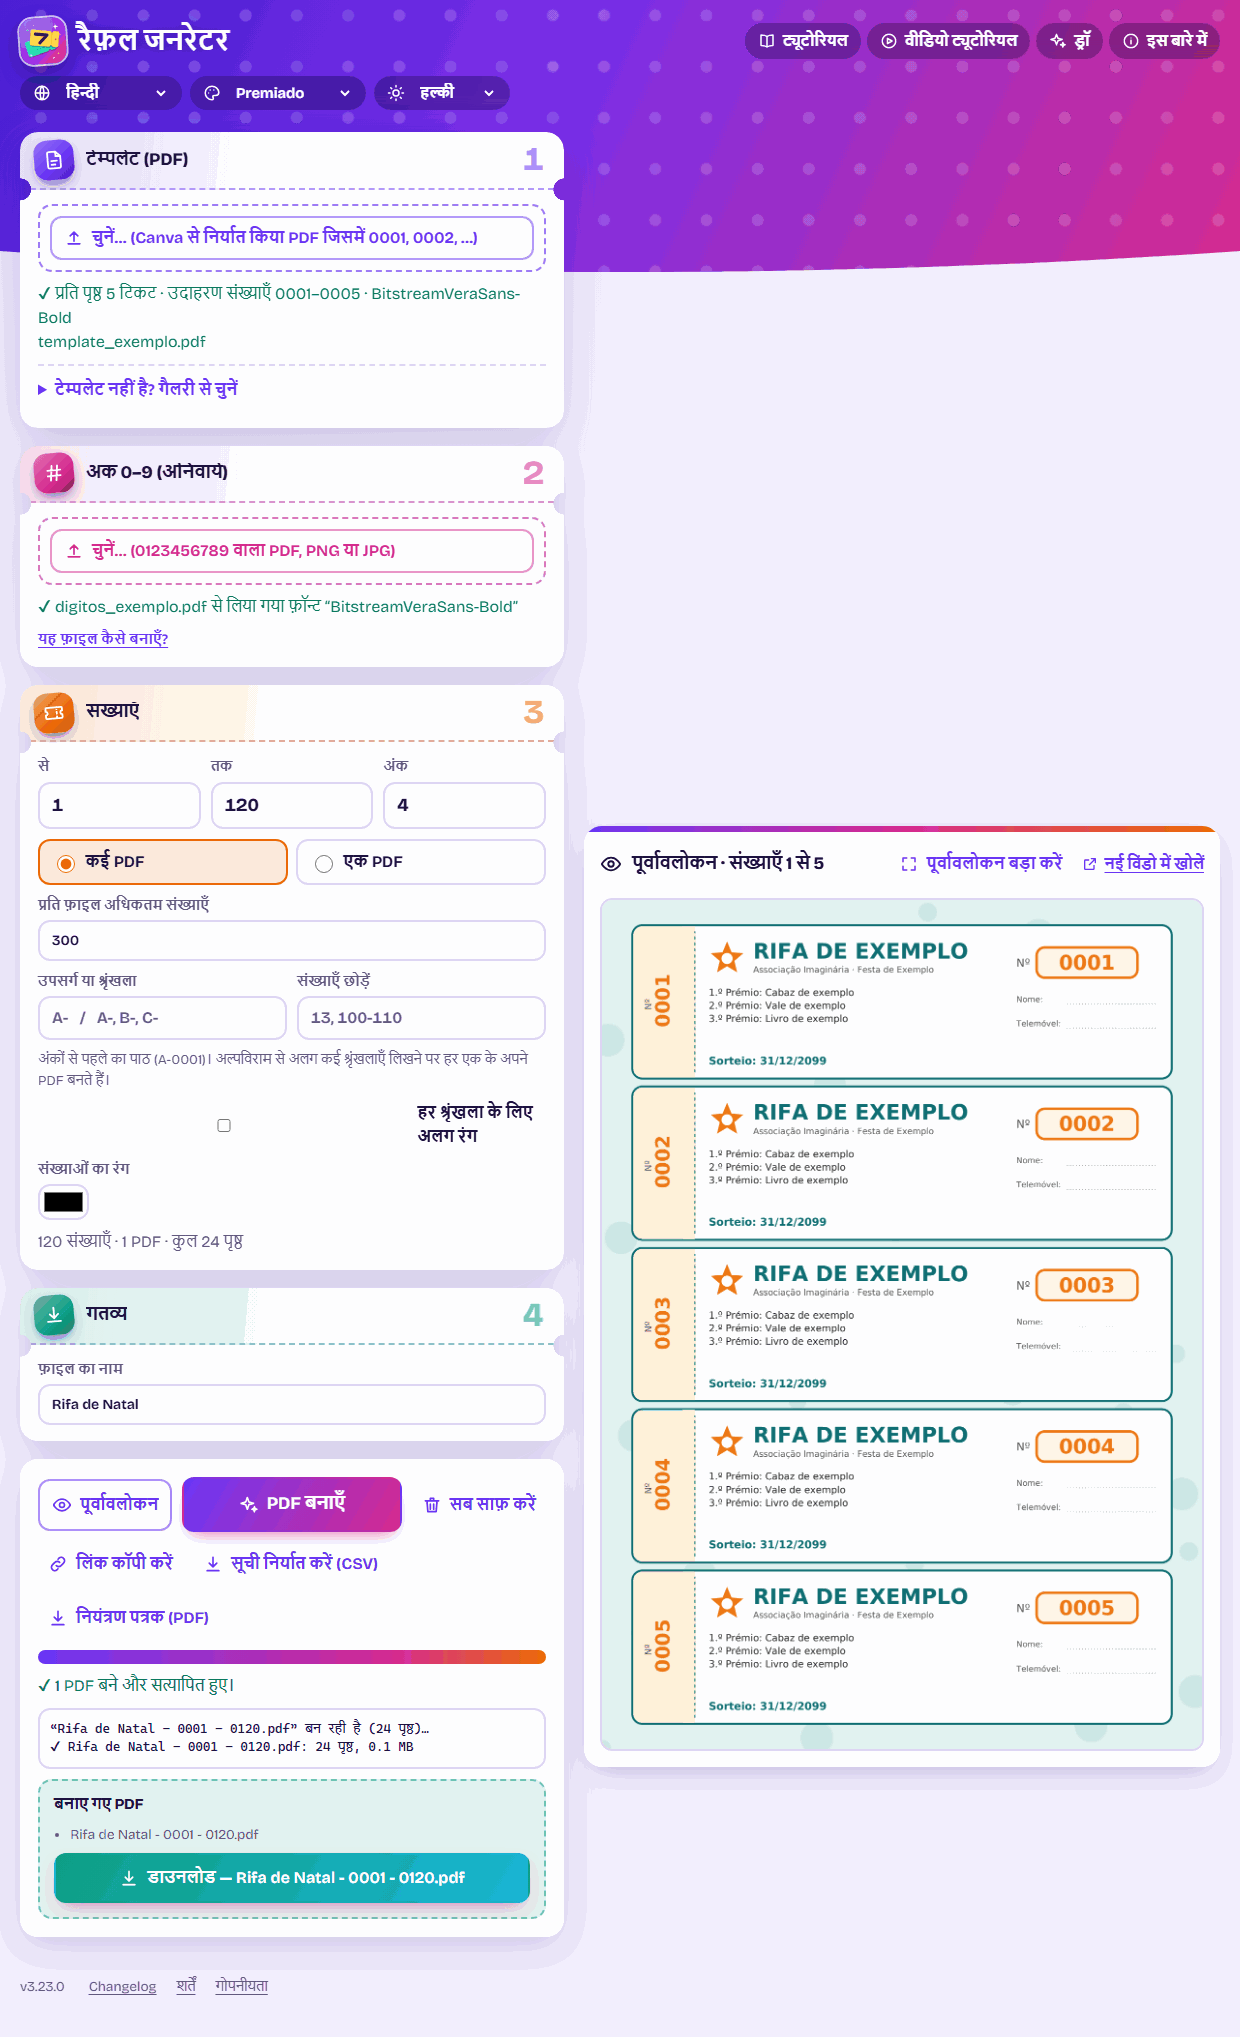 रैफ़ल जनरेटर
ट्यूटोरियल
वीडियो ट्यूटोरियल
ड्रॉ
इस बारे में
हिन्दी
Premiado
हल्की
टेम्पलेट (PDF)
1
चुनें… (Canva से निर्यात किया PDF जिसमें 0001, 0002, …)
✓ प्रति पृष्ठ 5 टिकट · उदाहरण संख्याएँ 0001–0005 · BitstreamVeraSans-
Bold
template_exemplo.pdf
टेम्पलेट नहीं है? गैलरी से चुनें
अंक 0–9 (अनिवार्य)
2
चुनें… (0123456789 वाला PDF, PNG या JPG)
✓ digitos_exemplo.pdf से लिया गया फ़ॉन्ट “BitstreamVeraSans-Bold”
यह फ़ाइल कैसे बनाएँ?
संख्याएँ
3
से
तक
अंक
1
120
4
कई PDF
एक PDF
प्रति फ़ाइल अधिकतम संख्याएँ
300
उपसर्ग या श्रृंखला
संख्याएँ छोड़ें
A- / A-, B-, C-
13, 100-110
अंकों से पहले का पाठ (A-0001)। अल्पविराम से अलग कई श्रृंखलाएँ लिखने पर हर एक के अपने
PDF बनते हैं।
हर श्रृंखला के लिए
अलग रंग
संख्याओं का रंग
120 संख्याएँ · 1 PDF · कुल 24 पृष्ठ
गंतव्य
4
फ़ाइल का नाम
Rifa de Natal
पूर्वावलोकन
PDF बनाएँ
सब साफ़ करें
लिंक कॉपी करें
सूची निर्यात करें (CSV)
नियंत्रण पत्रक (PDF)
✓ 1 PDF बने और सत्यापित हुए।
“Rifa de Natal – 0001 – 0120.pdf” बन रही है (24 पृष्ठ)…
✓ Rifa de Natal – 0001 – 0120.pdf: 24 पृष्ठ, 0.1 MB
बनाए गए PDF
• Rifa de Natal - 0001 - 0120.pdf
डाउनलोड — Rifa de Natal - 0001 - 0120.pdf
पूर्वावलोकन · संख्याएँ 1 से 5
पूर्वावलोकन बड़ा करें
नई विंडो में खोलें
Nº 0001
RIFA DE EXEMPLO
Associação Imaginária · Festa de Exemplo
1.º Prémio: Cabaz de exemplo
2.º Prémio: Vale de exemplo
3.º Prémio: Livro de exemplo
Sorteio: 31/12/2099
Nº 0001
Nome:
Telemóvel:
Nº 0002
RIFA DE EXEMPLO
Associação Imaginária · Festa de Exemplo
1.º Prémio: Cabaz de exemplo
2.º Prémio: Vale de exemplo
3.º Prémio: Livro de exemplo
Sorteio: 31/12/2099
Nº 0002
Nome:
Telemóvel:
Nº 0003
RIFA DE EXEMPLO
Associação Imaginária · Festa de Exemplo
1.º Prémio: Cabaz de exemplo
2.º Prémio: Vale de exemplo
3.º Prémio: Livro de exemplo
Sorteio: 31/12/2099
Nº 0003
Nome:
Telemóvel:
Nº 0004
RIFA DE EXEMPLO
Associação Imaginária · Festa de Exemplo
1.º Prémio: Cabaz de exemplo
2.º Prémio: Vale de exemplo
3.º Prémio: Livro de exemplo
Sorteio: 31/12/2099
Nº 0004
Nome:
Telemóvel:
Nº 0005
RIFA DE EXEMPLO
Associação Imaginária · Festa de Exemplo
1.º Prémio: Cabaz de exemplo
2.º Prémio: Vale de exemplo
3.º Prémio: Livro de exemplo
Sorteio: 31/12/2099
Nº 0005
Nome:
Telemóvel:
v3.23.0
Changelog
शर्तें
गोपनीयता